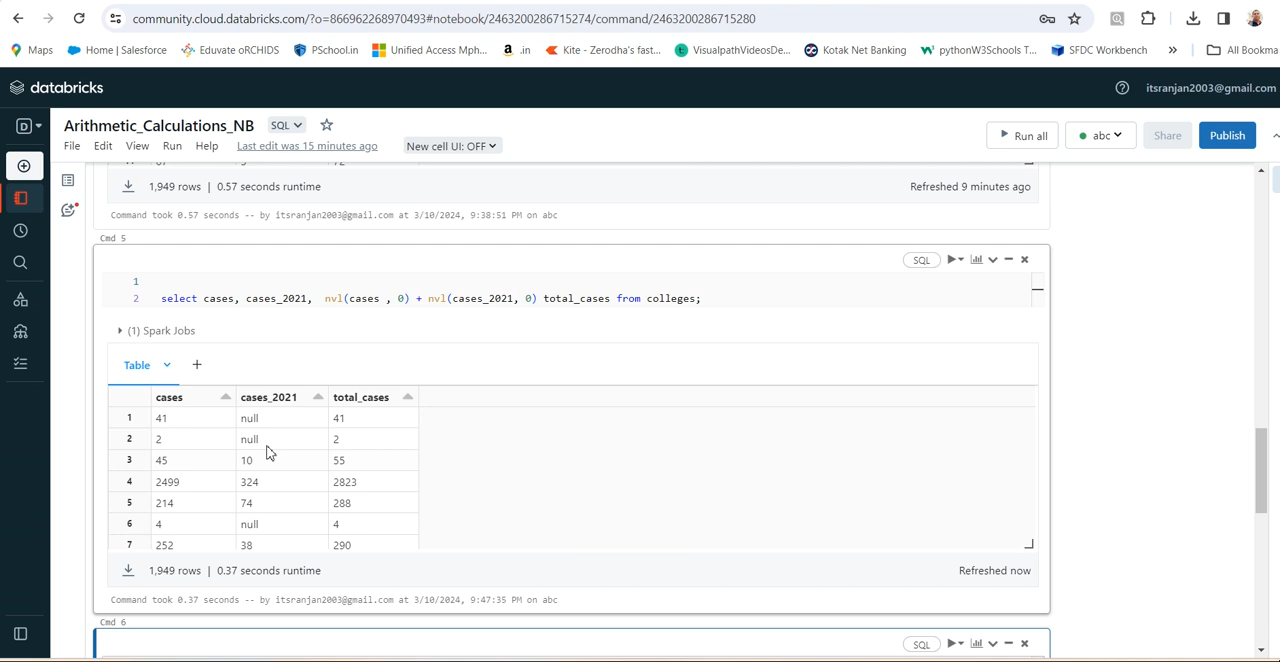 community.cloud.databricks.com/?o=866962268970493#notebook/2463200286715274/command/2463200286715280
Maps
Home | Salesforce
Eduvate oRCHIDS
PSchool.in
Unified Access Mph...
.in
Kite - Zerodha's fast...
VisualpathVideosDe...
Kotak Net Banking
pythonW3Schools T...
SFDC Workbench
»
All Bookma
databricks
itsranjan2003@gmail.com
D
Arithmetic_Calculations_NB SQL
File Edit View Run Help Last edit was 15 minutes ago New cell UI: OFF
Run all
abc
Share
Publish
1,949 rows | 0.57 seconds runtime
Refreshed 9 minutes ago
Command took 0.57 seconds -- by itsranjan2003@gmail.com at 3/10/2024, 9:38:51 PM on abc
Cmd 5
SQL
1
2 select cases, cases_2021, nvl(cases , 0) + nvl(cases_2021, 0) total_cases from colleges;
(1) Spark Jobs
Table +
cases cases_2021 total_cases
1 41 null 41
2 2 null 2
3 45 10 55
4 2499 324 2823
5 214 74 288
6 4 null 4
7 252 38 290
1,949 rows | 0.37 seconds runtime
Refreshed now
Command took 0.37 seconds -- by itsranjan2003@gmail.com at 3/10/2024, 9:47:35 PM on abc
Cmd 6
SQL